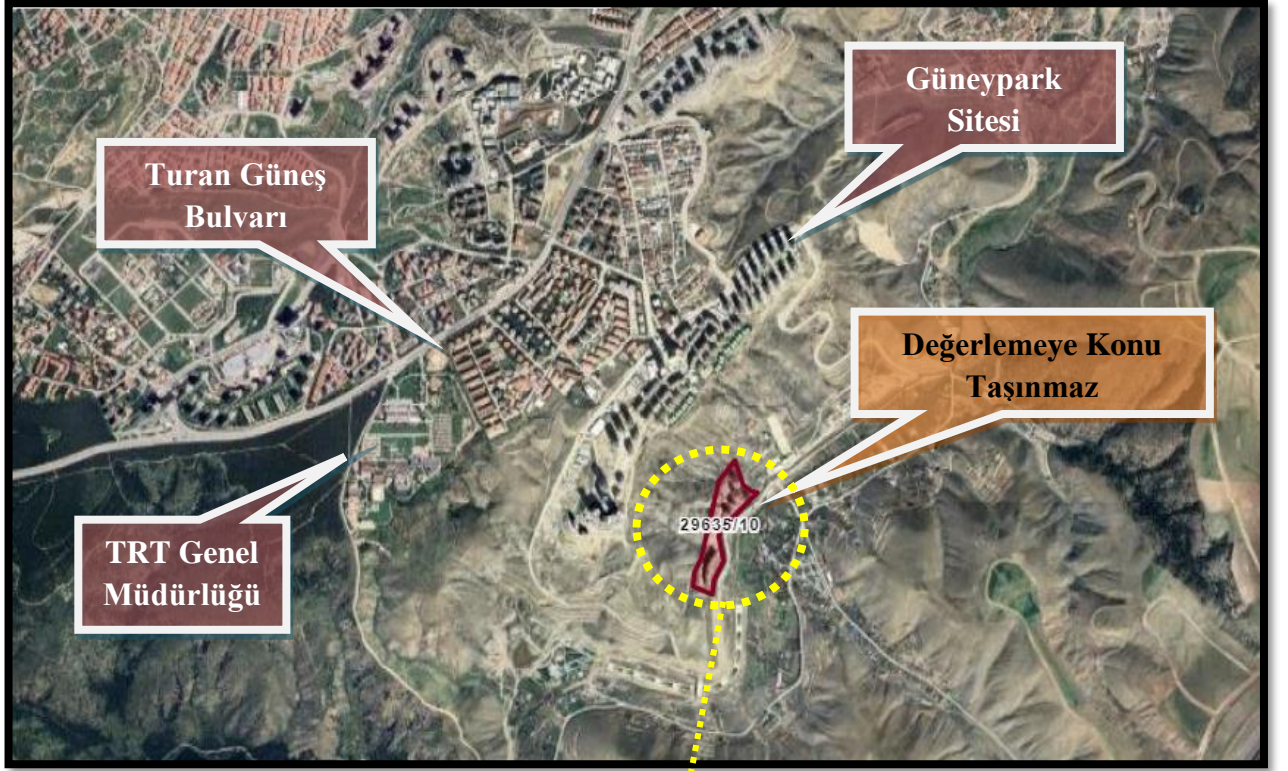 Güneypark
Sitesi
Turan Güneş
Bulvarı
Değerlemeye Konu
Taşınmaz
29635/10
TRT Genel
Müdürlüğü